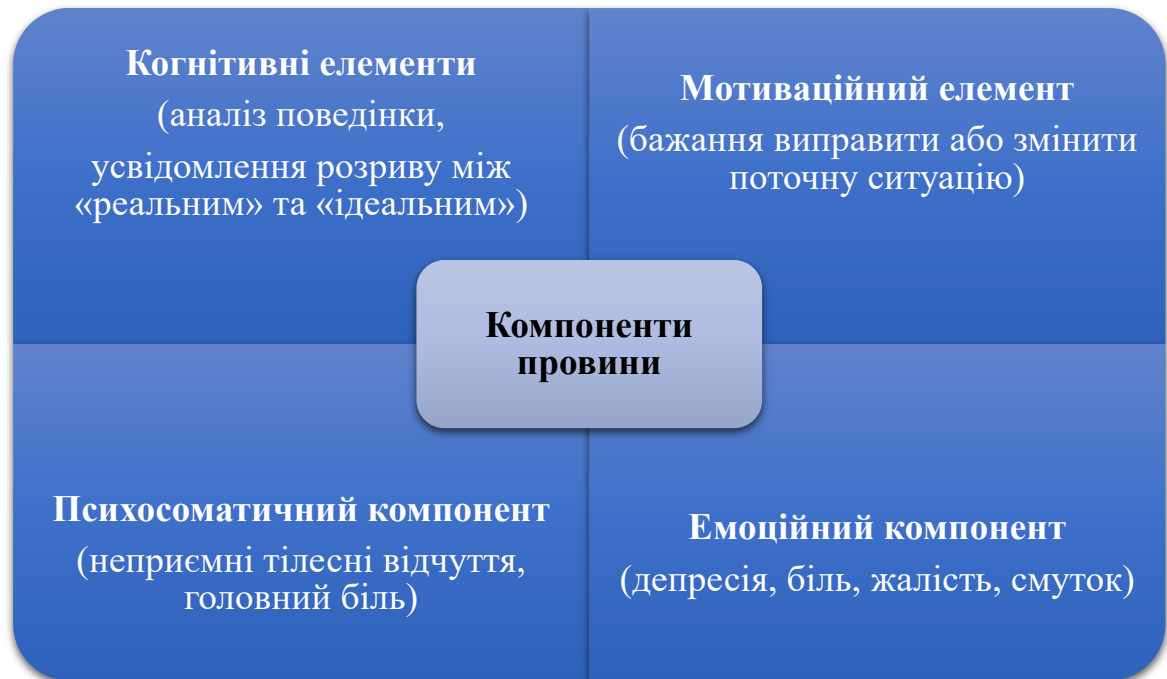 Когнітивні елементи
(аналіз поведінки,
усвідомлення розриву між
«реальним» та «ідеальним»)
Мотиваційний елемент
(бажання виправити або змінити
поточну ситуацію)
Компоненти
провини
Психосоматичний компонент
(неприємні тілесні відчуття,
головний біль)
Емоційний компонент
(депресія, біль, жалість, смуток)